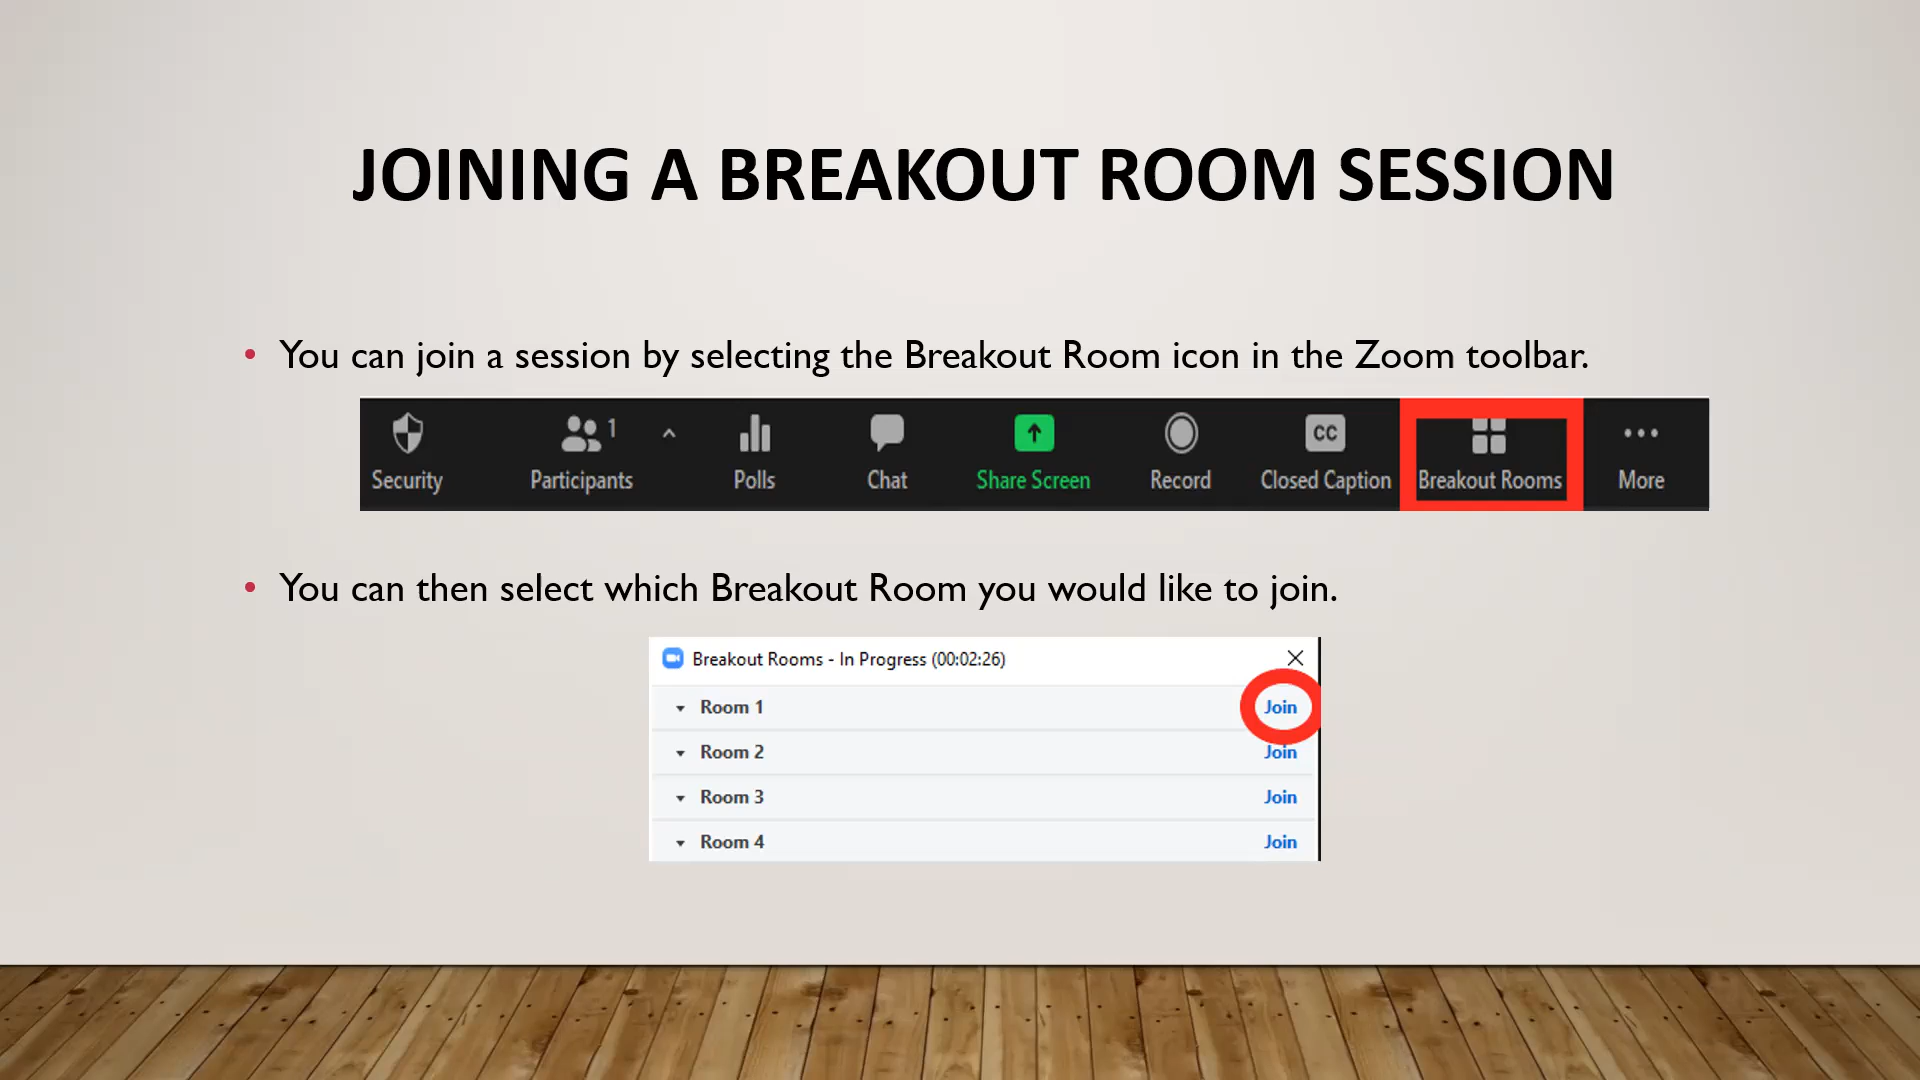 JOINING A BREAKOUT ROOM SESSION
• You can join a session by selecting the Breakout Room icon in the Zoom toolbar.
Security Participants 1 Polls Chat Share Screen Record CC Closed Caption Breakout Rooms More
• You can then select which Breakout Room you would like to join.
Breakout Rooms - In Progress (00:02:26)
Room 1 Join
Room 2 Join
Room 3 Join
Room 4 Join